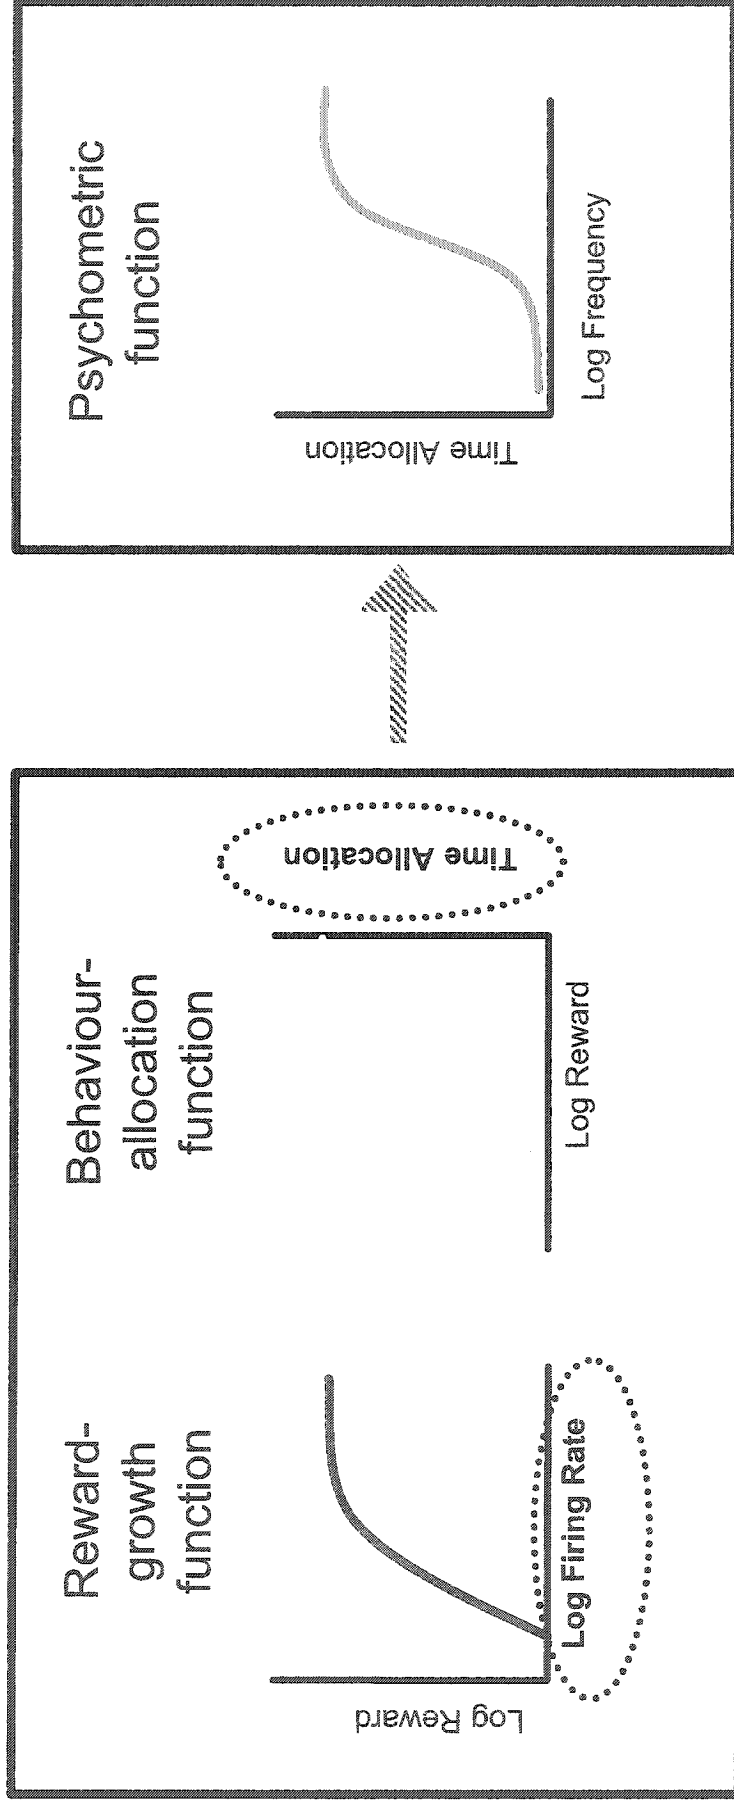 Reward-
growth
function
Log Reward
Log Firing Rate
Behaviour-
allocation
function
Log Reward
Time Allocation
Psychometric
function
Time Allocation
Log Frequency